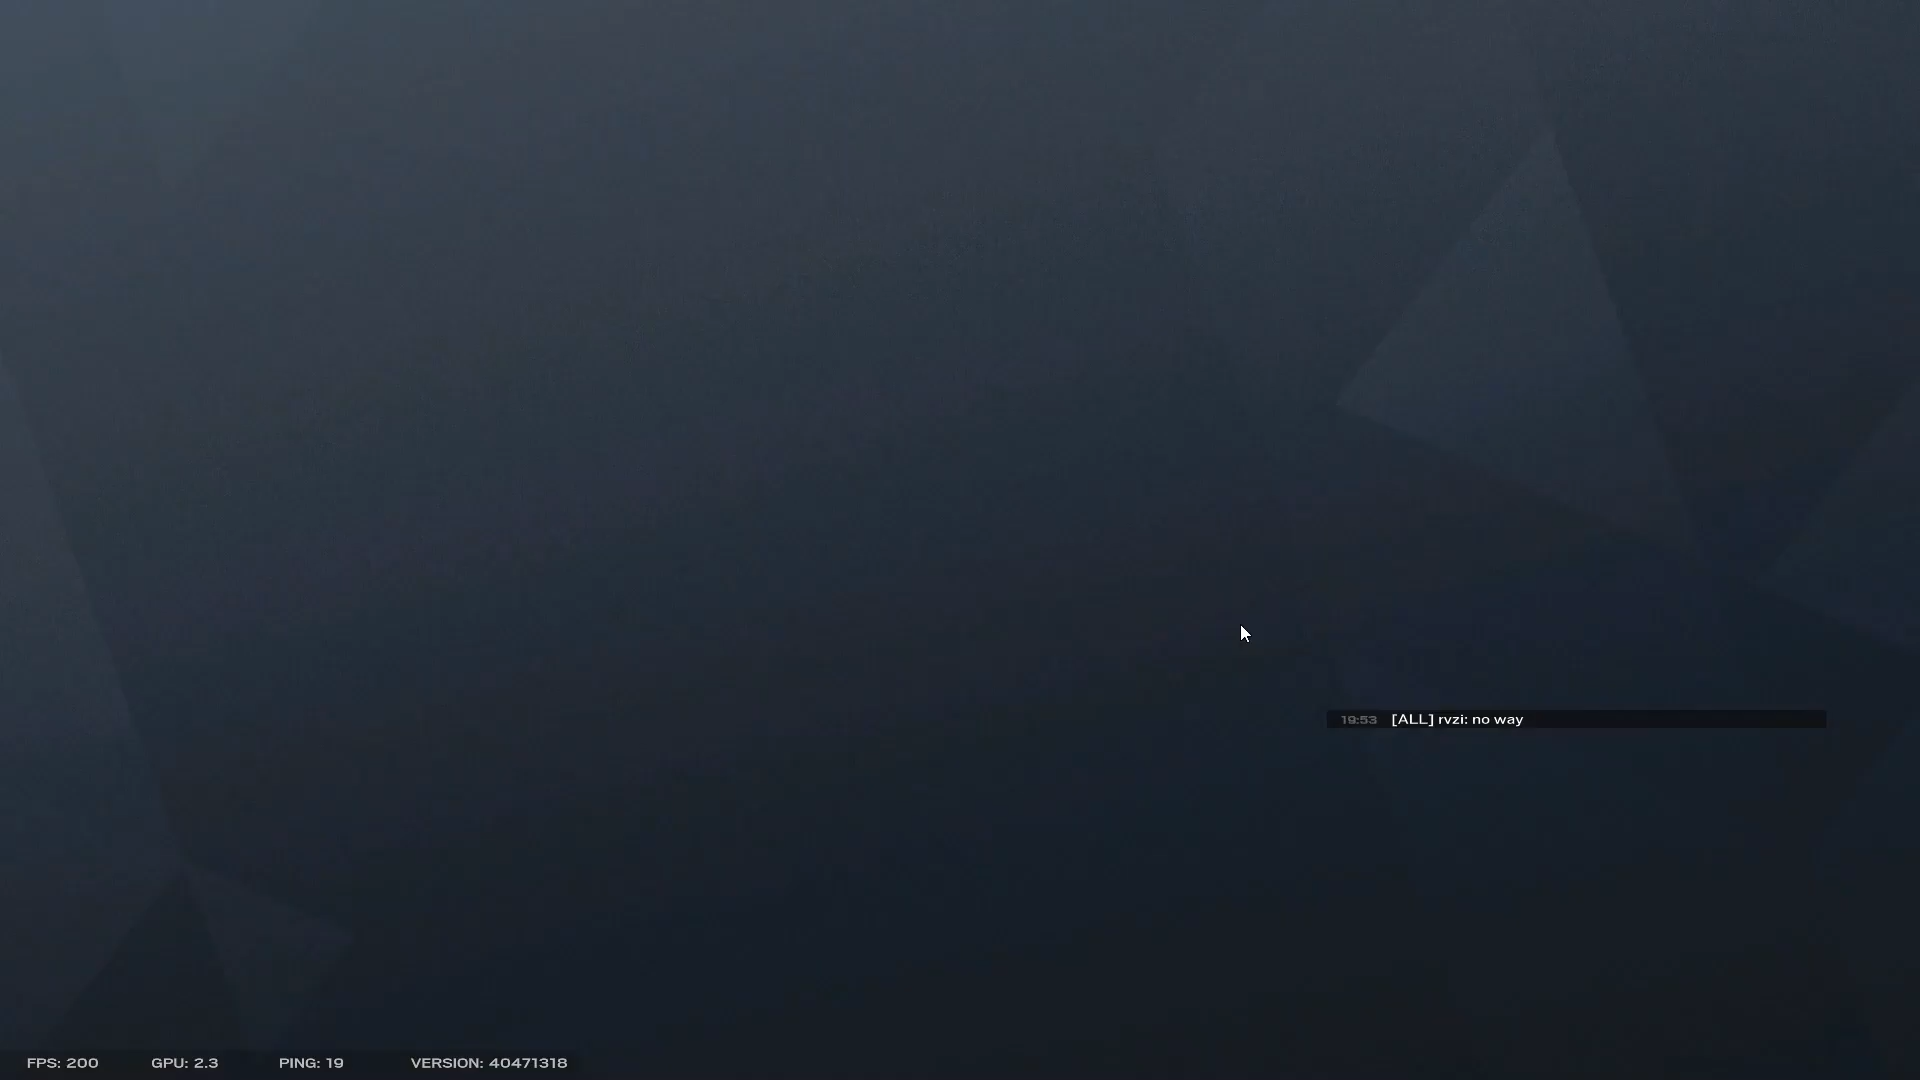 19:53 [ALL] rvzi: no way
FPS: 200 GPU: 2.3 PING: 19 VERSION: 40471318